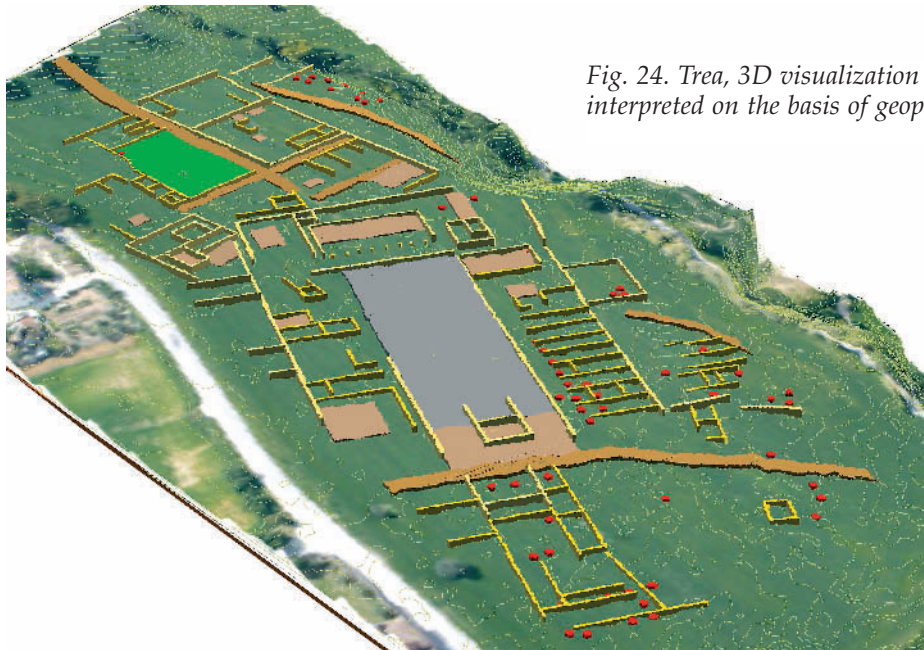 Fig. 24. Trea, 3D visualization
interpreted on the basis of geop